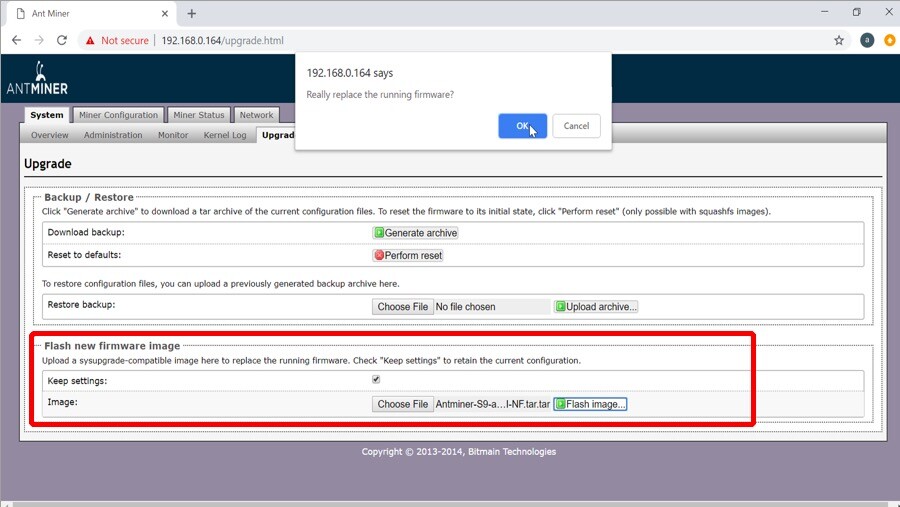 Ant Miner
Not secure | 192.168.0.164/upgrade.html
a
192.168.0.164 says
Really replace the running firmware?
OK Cancel
ANTMINER
System Miner Configuration Miner Status Network
Overview Administration Monitor Kernel Log Upgrad
Upgrade
Backup / Restore
Click "Generate archive" to download a tar archive of the current configuration files. To reset the firmware to its initial state, click "Perform reset" (only possible with squashfs images).
Download backup: Generate archive
Reset to defaults: Perform reset
To restore configuration files, you can upload a previously generated backup archive here.
Restore backup: Choose File No file chosen Upload archive...
Flash new firmware image
Upload a sysupgrade-compatible image here to replace the running firmware. Check "Keep settings" to retain the current configuration.
Keep settings:
Image: Choose File Antminer-S9-a...I-NF.tar.tar Flash image...
Copyright © 2013-2014, Bitmain Technologies